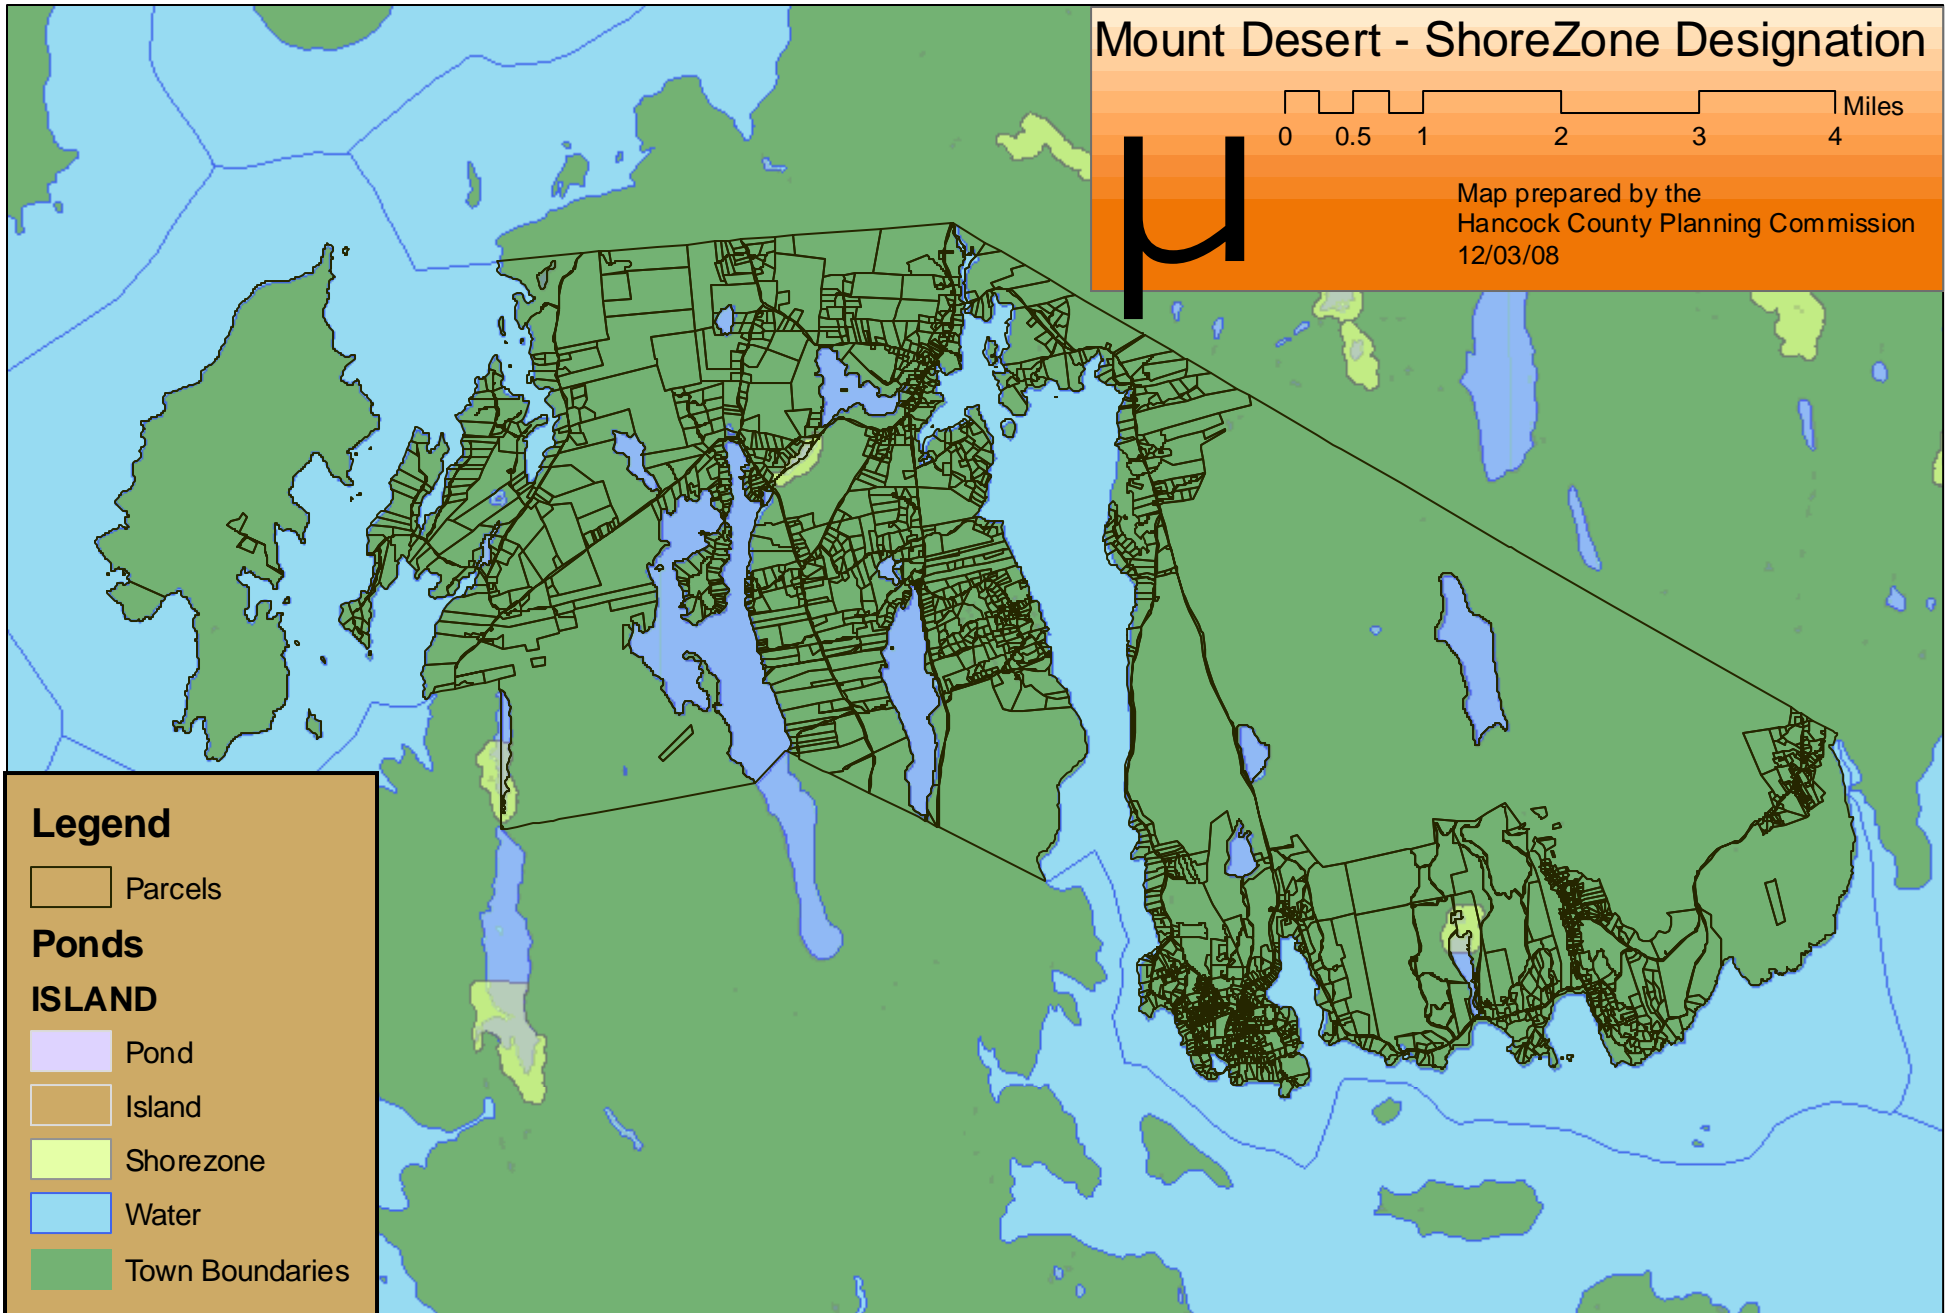 Mount Desert - ShoreZone Designation
Miles
0 0.5 1 2 3 4
µ
Map prepared by the
Hancock County Planning Commission
12/03/08
Legend
Parcels
Ponds
ISLAND
Pond
Island
Shorezone
Water
Town Boundaries